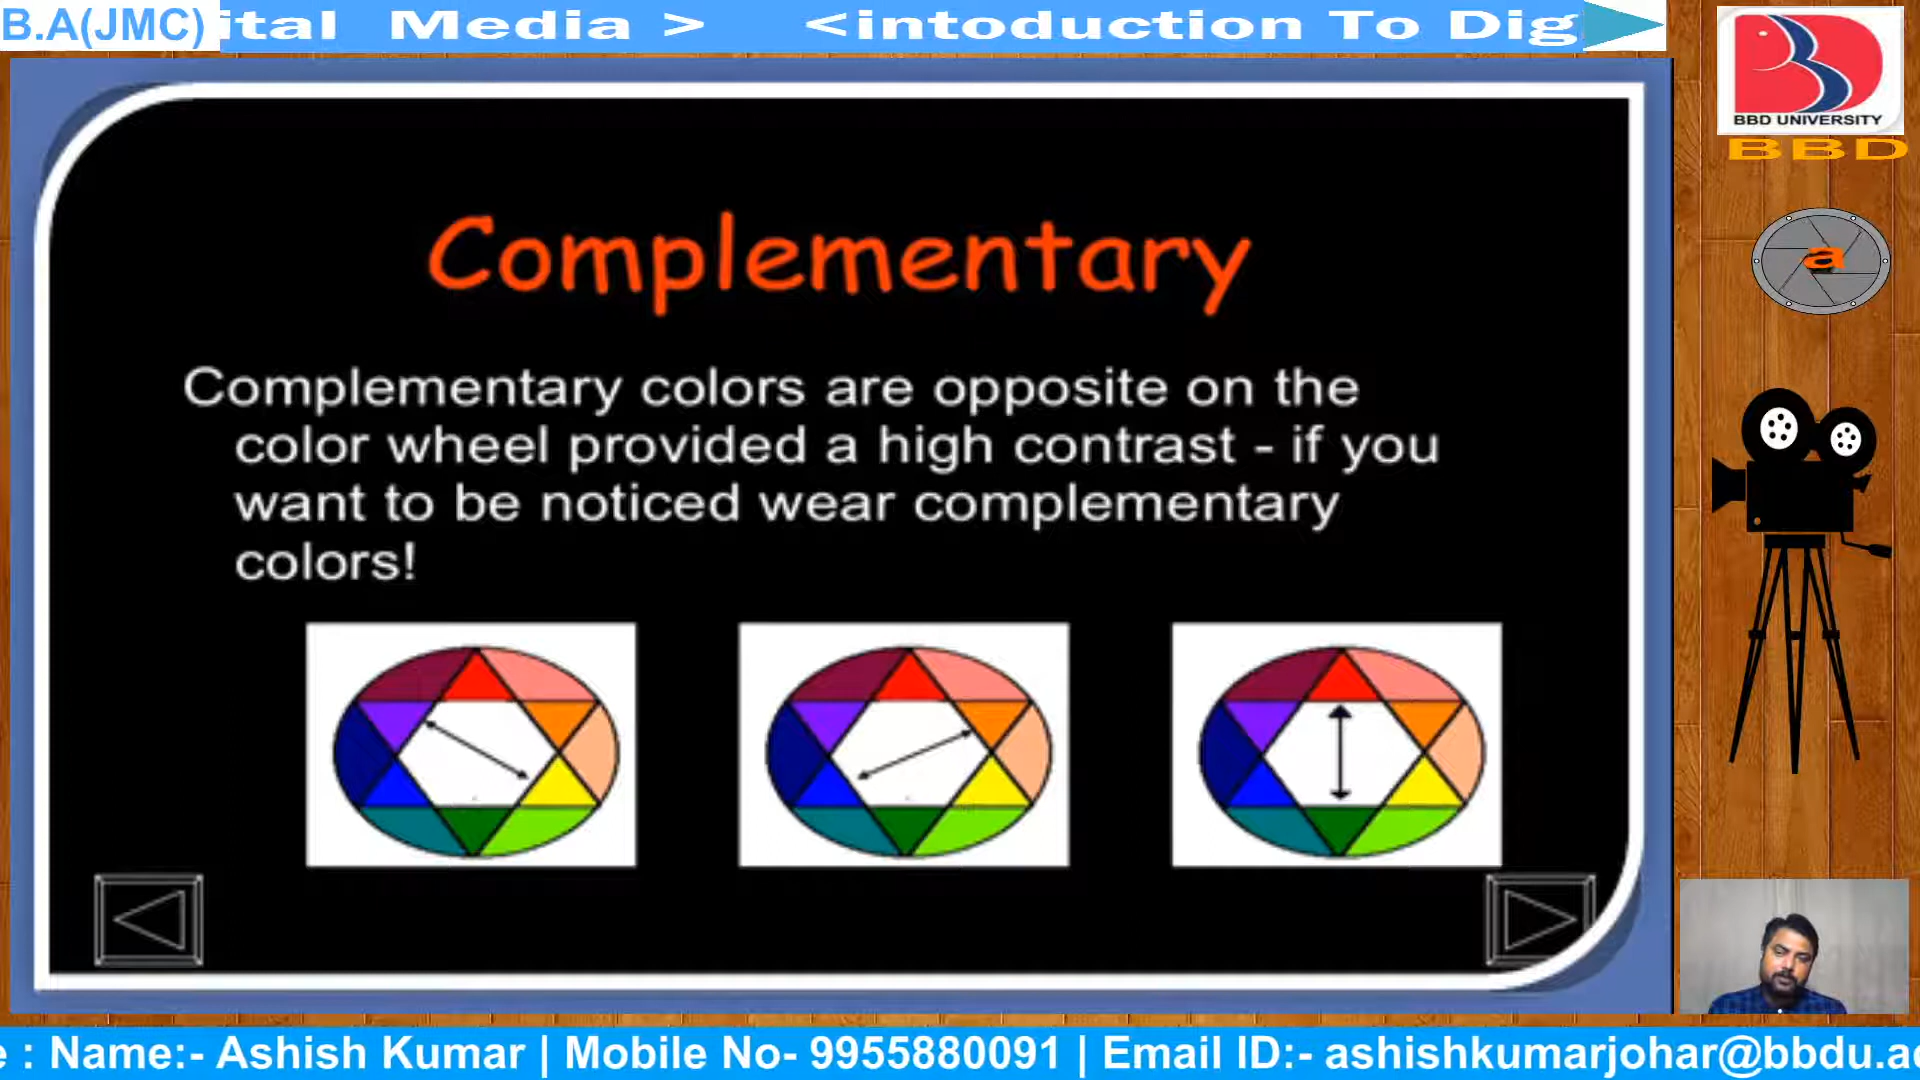 B.A(JMC) ital Media > <intoduction To Dig
BBD UNIVERSITY
BBD
a
Complementary
Complementary colors are opposite on the
color wheel provided a high contrast - if you
want to be noticed wear complementary
colors!
e : Name:- Ashish Kumar | Mobile No- 9955880091 | Email ID:- ashishkumarjohar@bbdu.ac